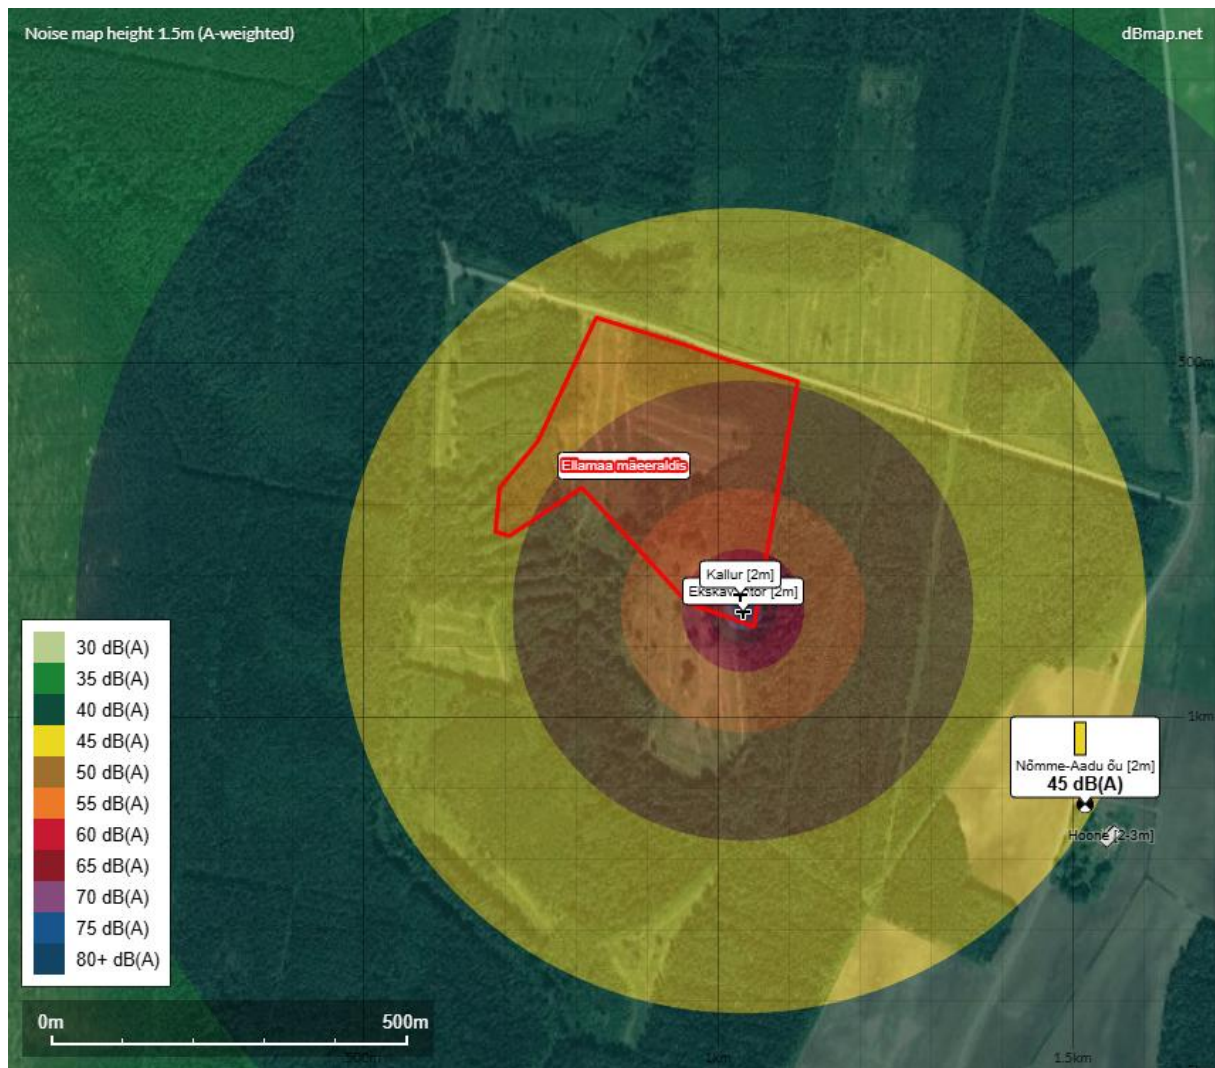 Noise map height 1.5m (A-weighted)
dBmap.net
500m
Ellamaa mäeeraldis
Kallur [2m]
Ekskavaator [2m]
30 dB(A)
35 dB(A)
40 dB(A)
45 dB(A)
50 dB(A)
55 dB(A)
60 dB(A)
65 dB(A)
70 dB(A)
75 dB(A)
80+ dB(A)
1km
Nõmme-Aadu õu [2m]
45 dB(A)
Hoone [2-3m]
0m
500m
500m
1km
1.5km